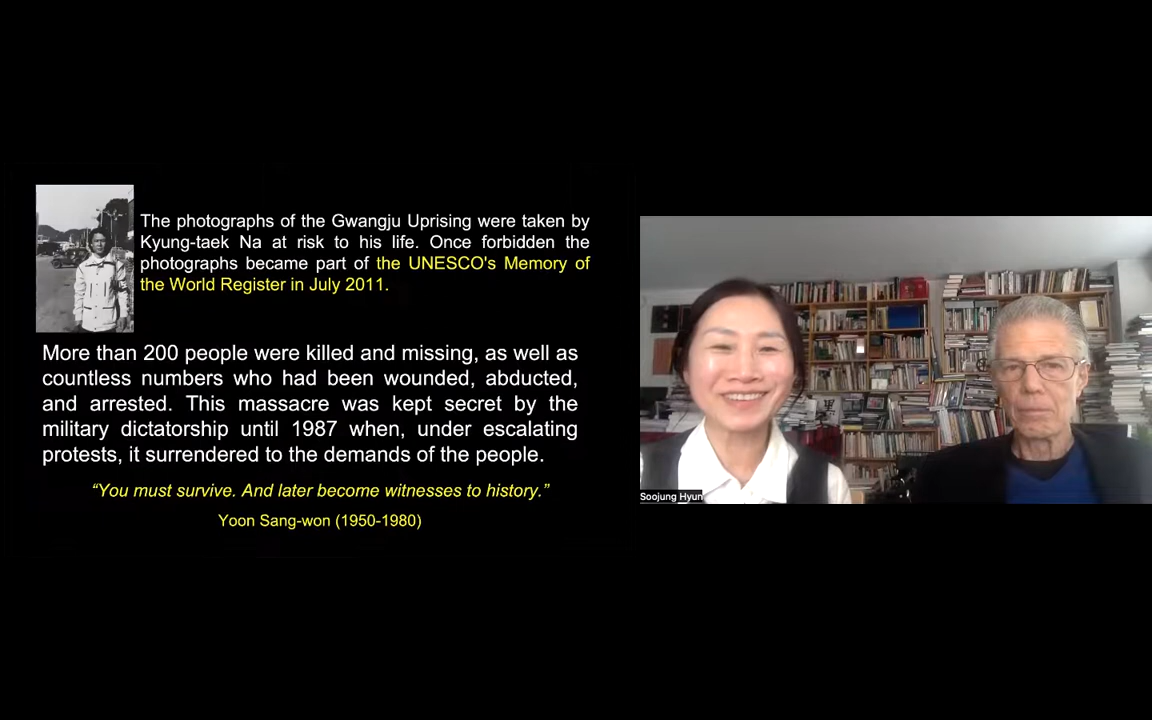 The photographs of the Gwangju Uprising were taken by
Kyung-taek Na at risk to his life. Once forbidden the
photographs became part of the UNESCO's Memory of
the World Register in July 2011.
More than 200 people were killed and missing, as well as
countless numbers who had been wounded, abducted,
and arrested. This massacre was kept secret by the
military dictatorship until 1987 when, under escalating
protests, it surrendered to the demands of the people.
“You must survive. And later become witnesses to history.”
Yoon Sang-won (1950-1980)
Soojung Hyun